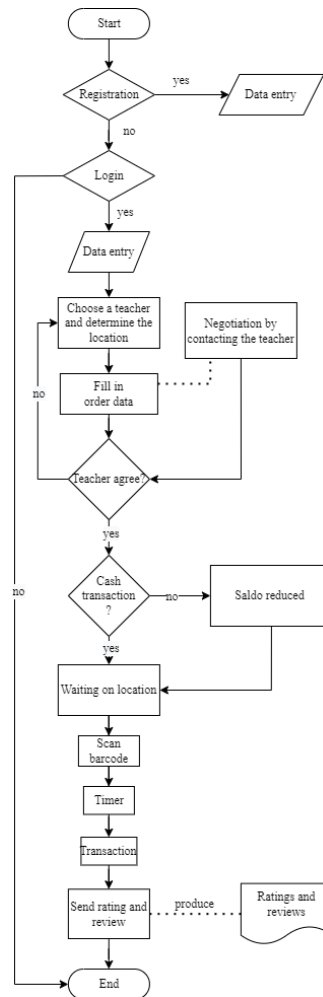 Start
Registration
yes
Data entry
no
Login
yes
Data entry
Choose a teacher
and determine the
location
Negotiation by
contacting the teacher
no
Fill in
order data
Teacher agree?
yes
Cash
transaction
?
no
Saldo reduced
no
yes
Waiting on location
Scan
barcode
Timer
Transaction
Send rating and
review
produce
Ratings and
reviews
End